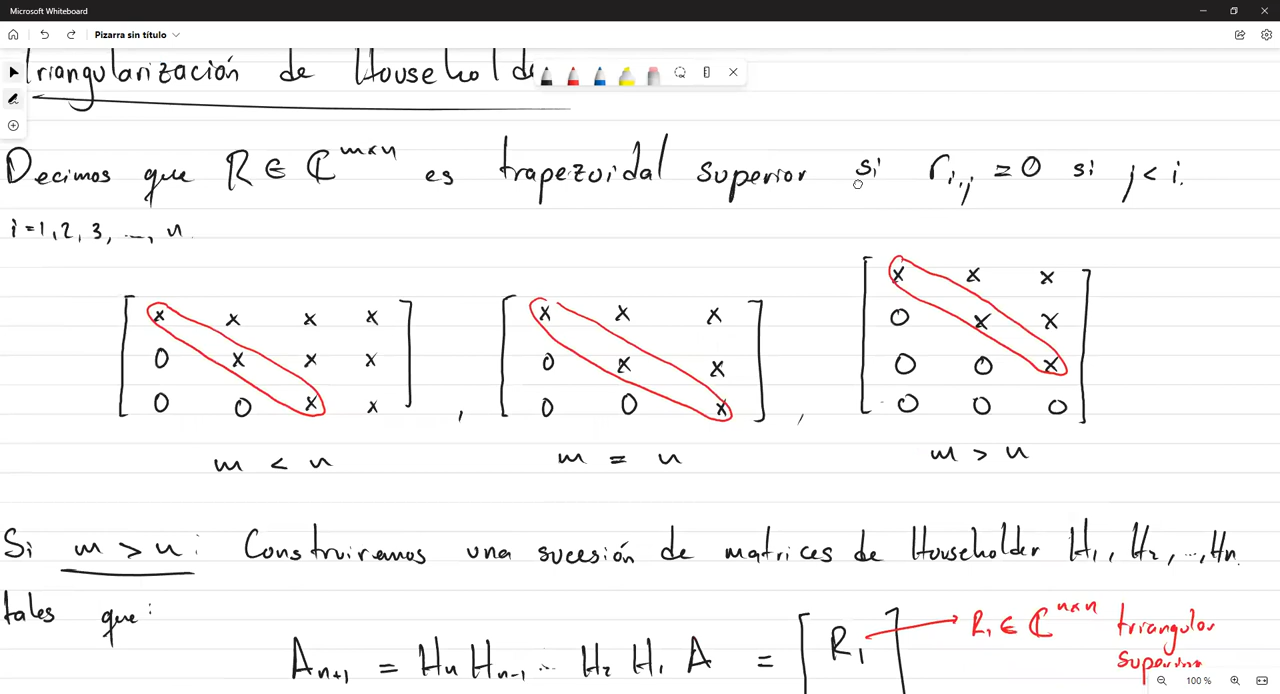 Microsoft Whiteboard
Pizarra sin título
Triangularización de Householde
Decimos que R ∈ ℂ^{m×n} es trapezoidal superior si r_{i,j} = 0 si j < i.
i = 1, 2, 3, ..., n.
[ x x x x
0 x x x
0 0 x x ] ,
m < n
[ x x x
0 x x
0 0 x ] ,
m = n
[ x x x
0 x x
0 0 x
0 0 0 ]
m > n
Si m > n: Construiremos una sucesión de matrices de Householder H₁, H₂, ..., Hn
tales que:
A_{n+1} = H_n H_{n-1} ... H₂ H₁ A = [ R₁ ] → R₁ ∈ ℂ^{n×n} triangular
superior
100 %